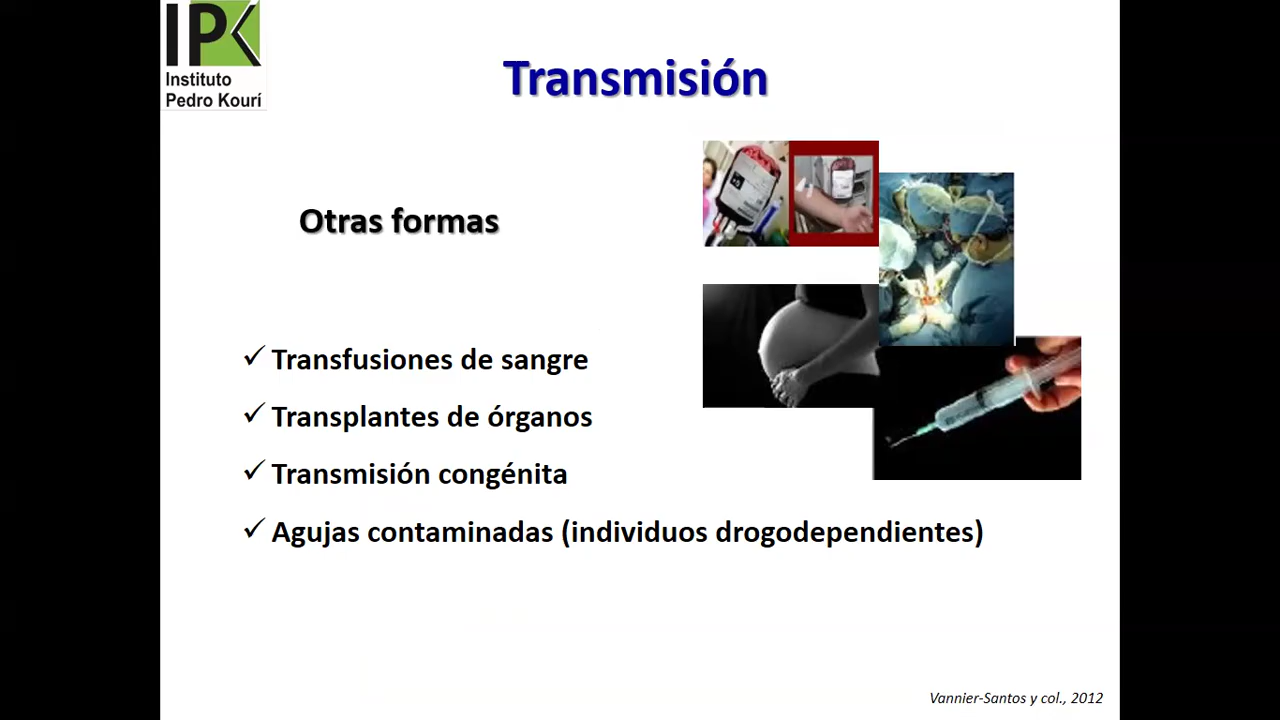 IPK
Instituto
Pedro Kourí
Transmisión
Otras formas
✓ Transfusiones de sangre
✓ Transplantes de órganos
✓ Transmisión congénita
✓ Agujas contaminadas (individuos drogodependientes)
Vannier-Santos y col., 2012